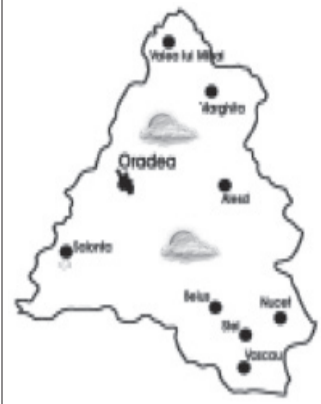 Valea lui Mihai
Marghita
Oradea
Alesd
Salonta
Beius
Nucet
Stei
Vascau